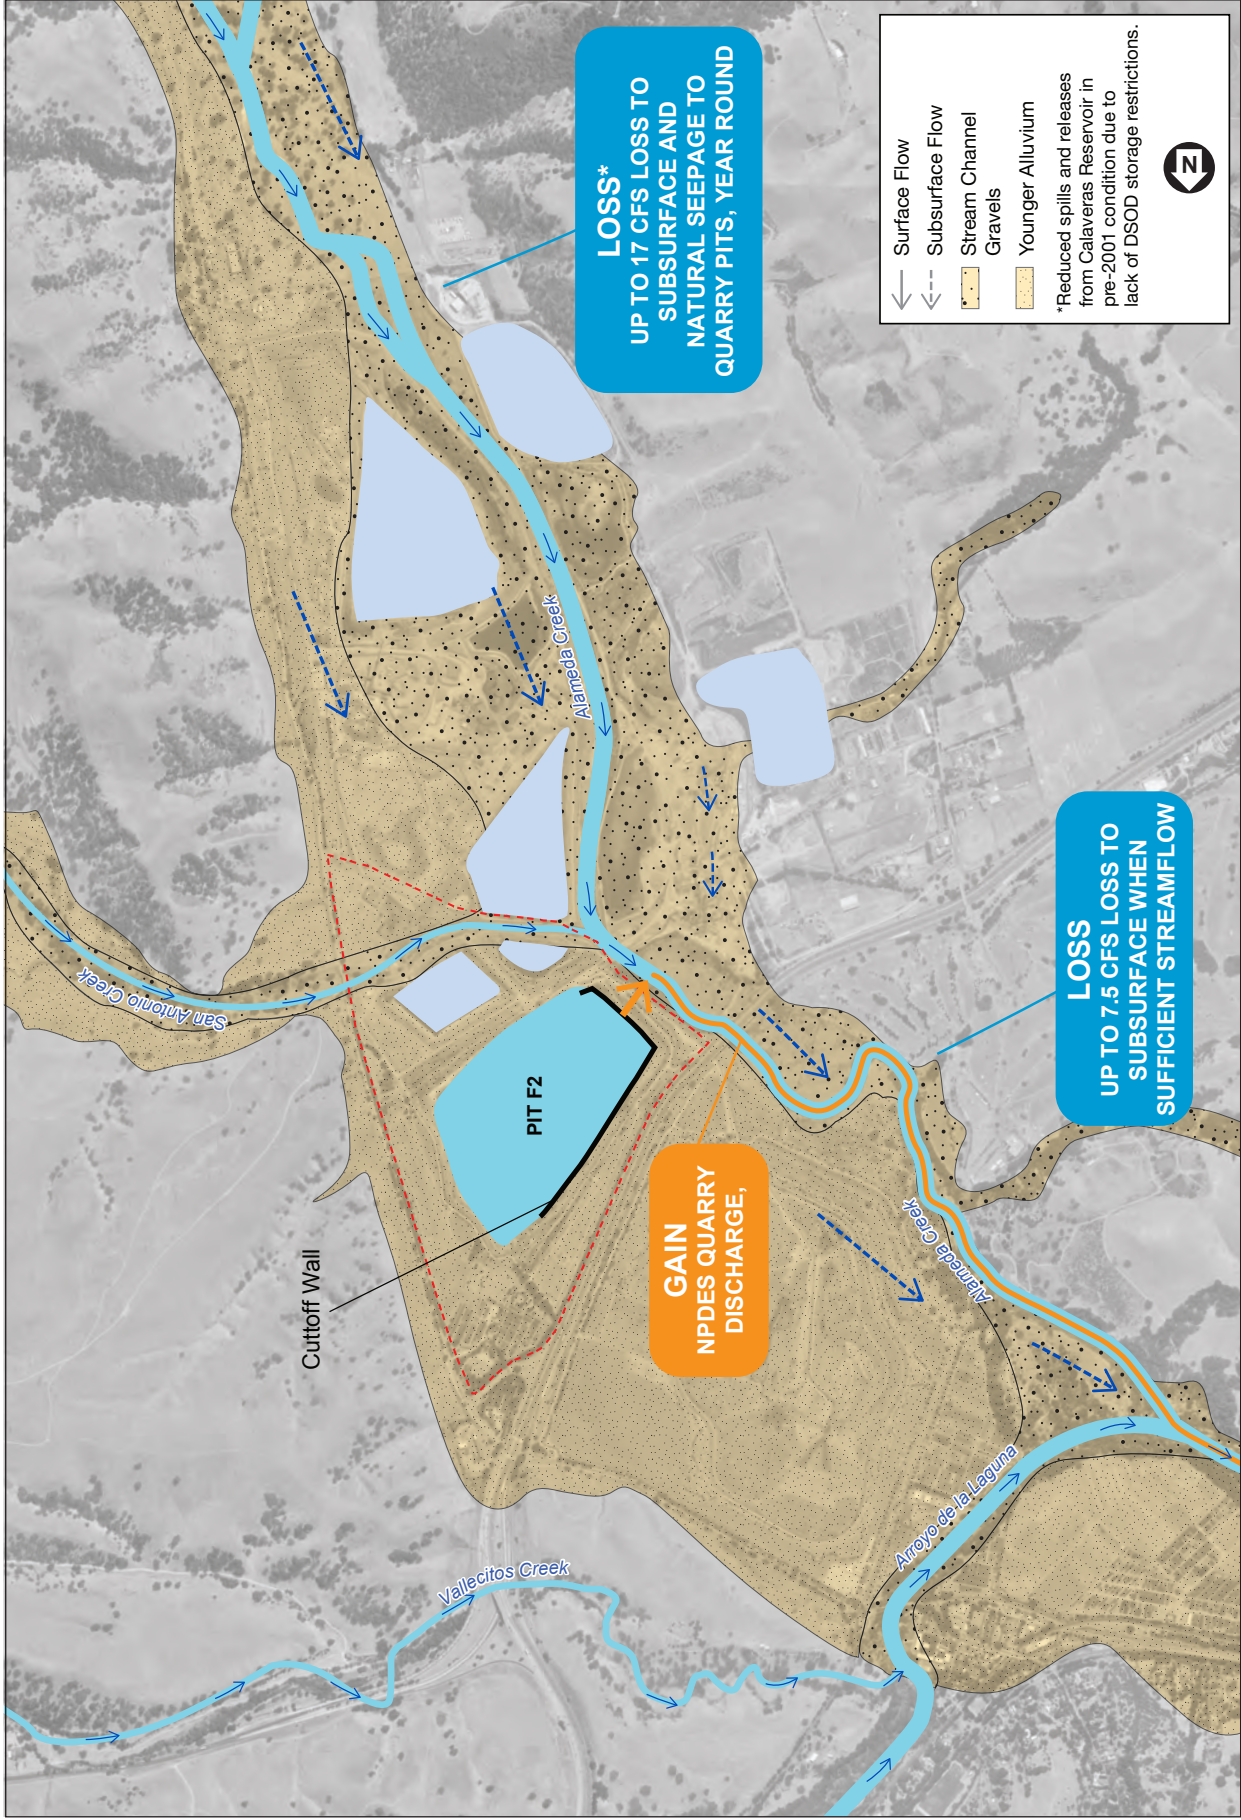 San Antonio Creek
Alameda Creek
LOSS*
UP TO 17 CFS LOSS TO
SUBSURFACE AND
NATURAL SEEPAGE TO
QUARRY PITS, YEAR ROUND
PIT F2
Cuttoff Wall
GAIN
NPDES QUARRY
DISCHARGE,
LOSS
UP TO 7.5 CFS LOSS TO
SUBSURFACE WHEN
SUFFICIENT STREAMFLOW
Alameda Creek
Arroyo de la Laguna
Vallecitos Creek
Surface Flow
Subsurface Flow
Stream Channel
Gravels
Younger Alluvium
*Reduced spills and releases
from Calaveras Reservoir in
pre-2001 condition due to
lack of DSOD storage restrictions.
N